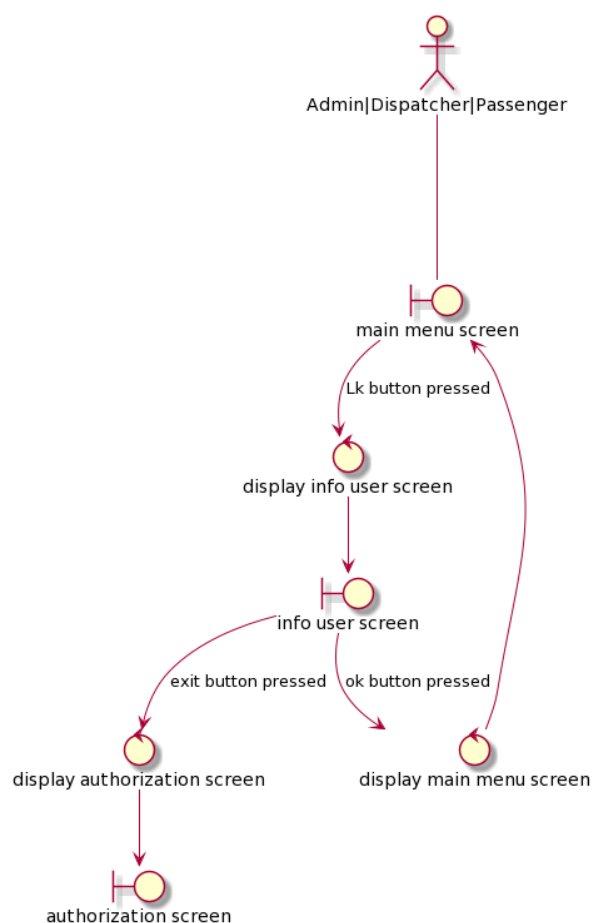 Admin|Dispatcher|Passenger
main menu screen
Lk button pressed
display info user screen
info user screen
exit button pressed
ok button pressed
display authorization screen
display main menu screen
authorization screen